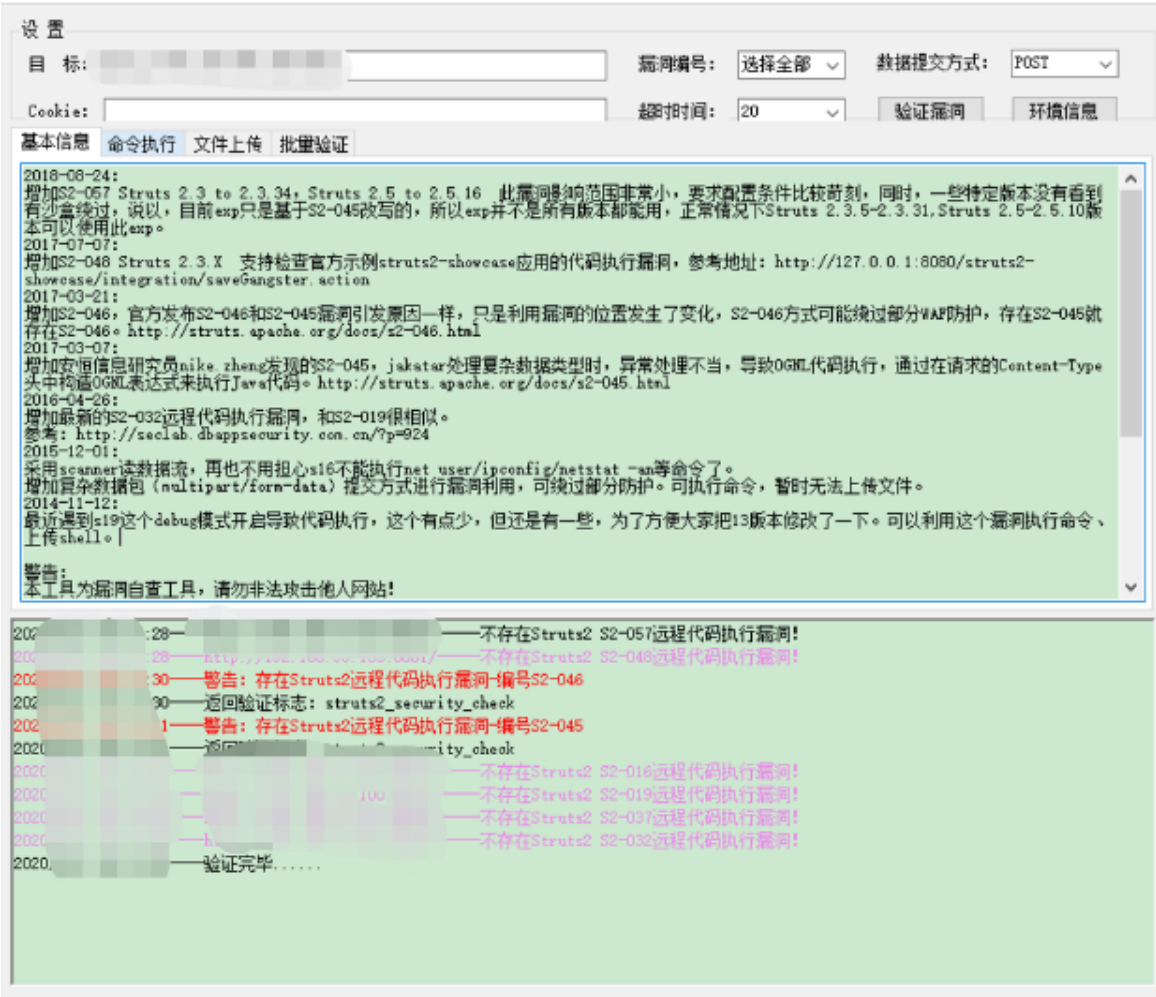 设置
目 标:
漏洞编号: 选择全部 数据提交方式: POST
Cookie: 超时时间: 20 验证漏洞 环境信息
基本信息 命令执行 文件上传 批量验证
2018-08-24:
增加S2-057 Struts 2.3 to 2.3.34, Struts 2.5 to 2.5.16 此漏洞影响范围非常小,要求配置条件比较苛刻,同时,一些特定版本没有看到
有沙盒绕过,说以,目前exp只是基于S2-045改写的,所以exp并不是所有版本都能用,正常情况下Struts 2.3.5-2.3.31,Struts 2.5-2.5.10版
本可以使用此exp。
2017-07-07:
增加S2-048 Struts 2.3.X 支持检查官方示例struts2-showcase应用的代码执行漏洞,参考地址:http://127.0.0.1:8080/struts2-
showcase/integration/saveGangster.action
2017-03-21:
增加S2-046,官方发布S2-046和S2-045漏洞引发原因一样,只是利用漏洞的位置发生了变化,S2-046方式可能绕过部分WAF防护,存在S2-045就
存在S2-046。http://struts.apache.org/docs/s2-046.html
2017-03-07:
增加安恒信息研究员nike.zheng发现的S2-045,jakatar处理复杂数据类型时,异常处理不当,导致OGNL代码执行,通过在请求的Content-Type
头中构造OGNL表达式来执行Java代码。http://struts.apache.org/docs/s2-045.html
2016-04-26:
增加最新的S2-032远程代码执行漏洞,和S2-019很相似。
参考:http://seclab.dbappsecurity.com.cn/?p=924
2015-12-01:
采用scanner读数据流,再也不用担心s16不能执行net user/ipconfig/netstat -an等命令了。
增加复杂数据包(multipart/form-data)提交方式进行漏洞利用,可绕过部分防护。可执行命令,暂时无法上传文件。
2014-11-12:
最近遇到s19这个debug模式开启导致代码执行,这个有点少,但还是有一些,为了方便大家把13版本修改了一下。可以利用这个漏洞执行命令、
上传shell。
警告:
本工具为漏洞自查工具,请勿非法攻击他人网站!
202 :28——不存在Struts2 S2-057远程代码执行漏洞!
202 28——不存在Struts2 S2-048远程代码执行漏洞!
202 :30——警告:存在Struts2远程代码执行漏洞-编号S2-046
202 30——返回验证标志:struts2_security_check
202 1——警告:存在Struts2远程代码执行漏洞-编号S2-045
2020 ity_check
2020 ——不存在Struts2 S2-016远程代码执行漏洞!
2020 100 ——不存在Struts2 S2-019远程代码执行漏洞!
2020 ——不存在Struts2 S2-037远程代码执行漏洞!
2020 ——h ——不存在Struts2 S2-032远程代码执行漏洞!
2020 ——验证完毕......